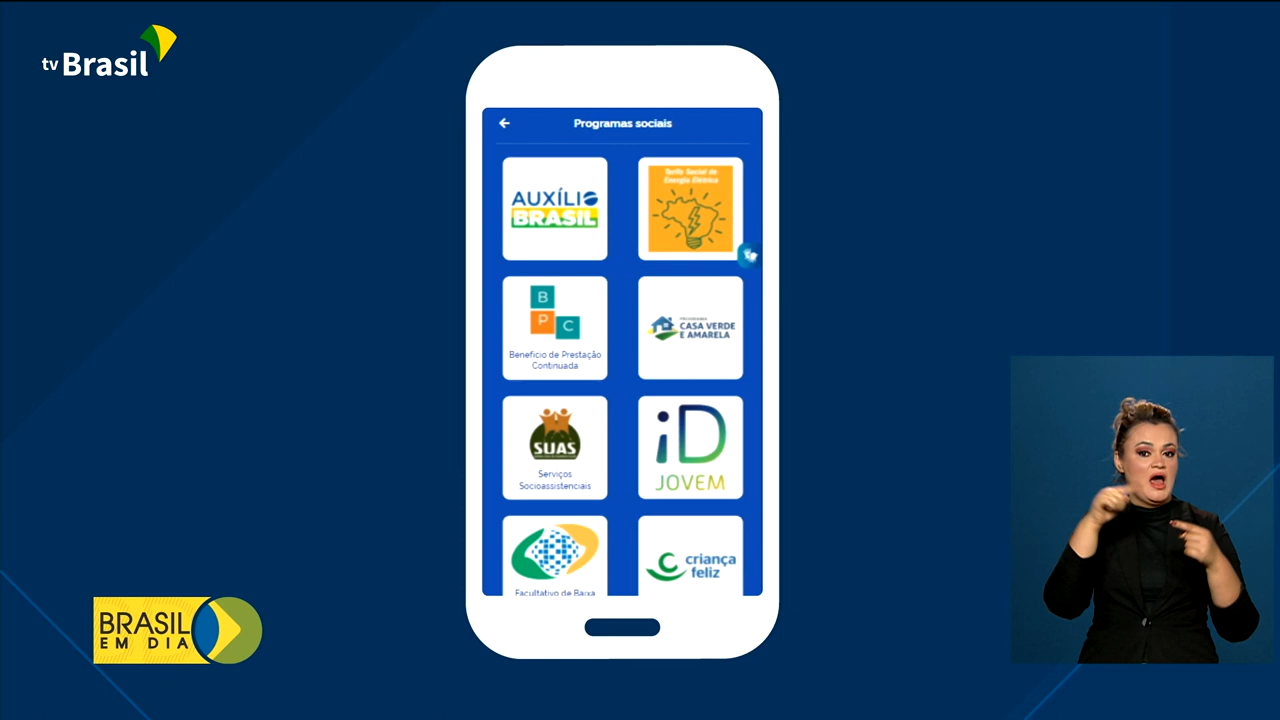 tv Brasil
Programas sociais
AUXÍLIO
BRASIL
Tarifa Social de
Energia Elétrica
B
P C
Benefício de Prestação
Continuada
PROGRAMA
CASA VERDE
E AMARELA
SUAS
Serviços
Socioassistenciais
iD
JOVEM
Facultativo de Baixa
criança
feliz
BRASIL
EM DIA